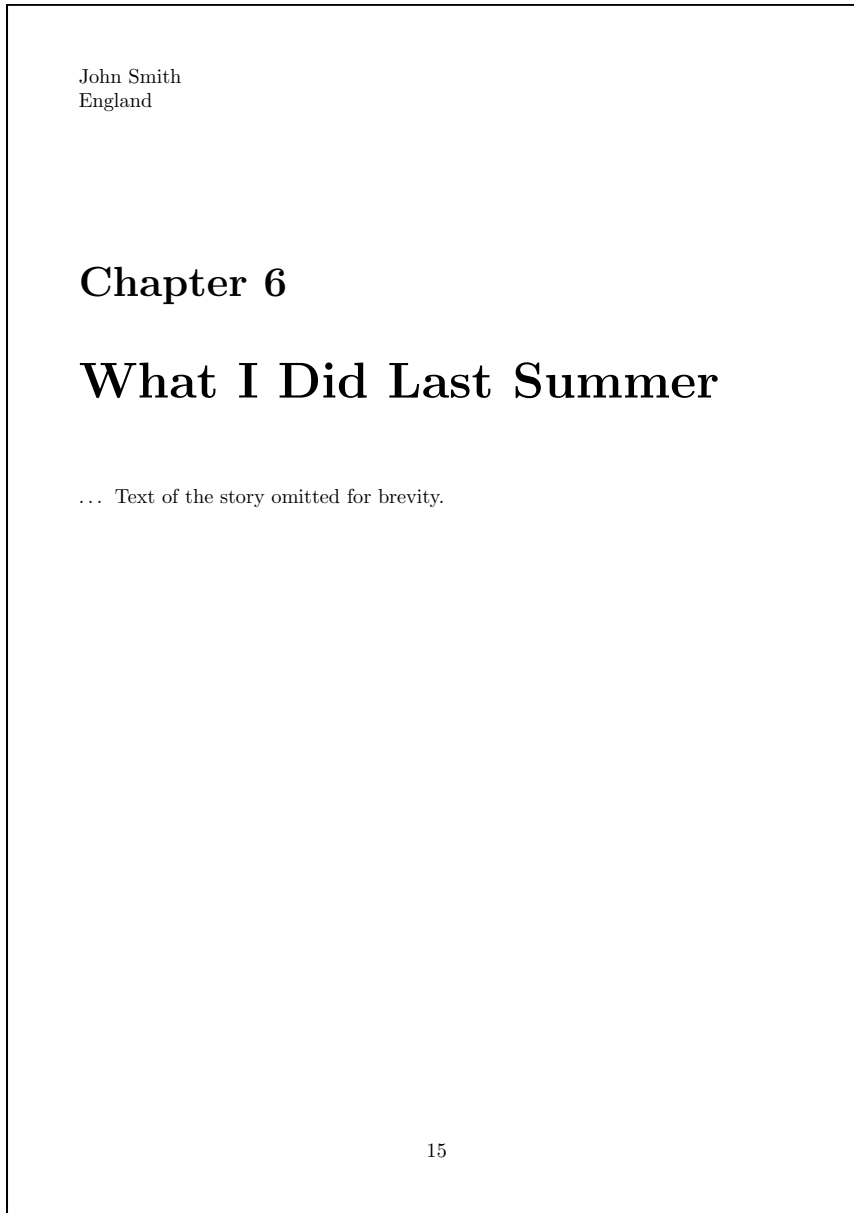 John Smith
England
Chapter 6
What I Did Last Summer
... Text of the story omitted for brevity.
15